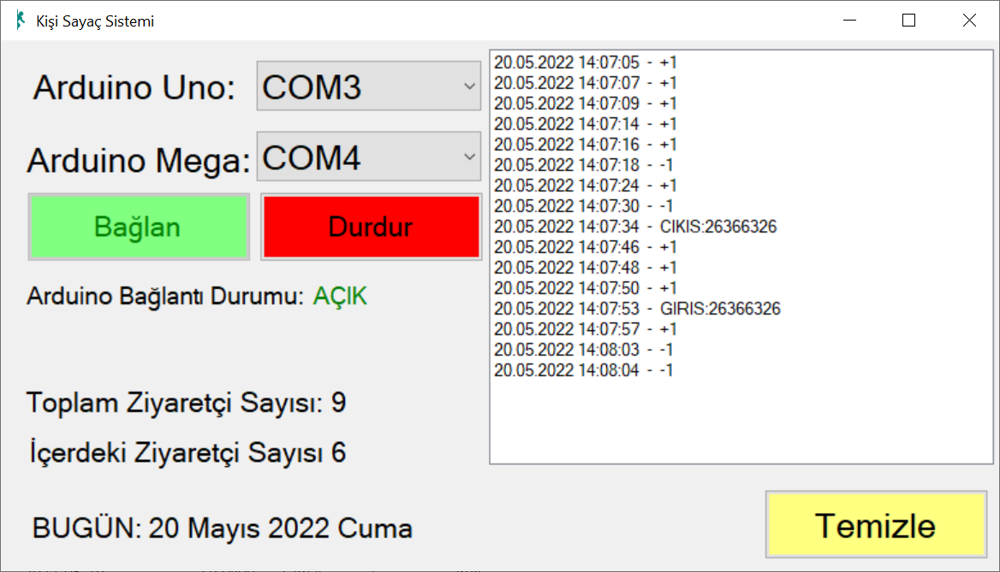 Kişi Sayaç Sistemi
Arduino Uno: COM3
Arduino Mega: COM4
Bağlan Durdur
Arduino Bağlantı Durumu: AÇIK
Toplam Ziyaretçi Sayısı: 9
İçerdeki Ziyaretçi Sayısı 6
BUGÜN: 20 Mayıs 2022 Cuma
20.05.2022 14:07:05 - +1
20.05.2022 14:07:07 - +1
20.05.2022 14:07:09 - +1
20.05.2022 14:07:14 - +1
20.05.2022 14:07:16 - +1
20.05.2022 14:07:18 - -1
20.05.2022 14:07:24 - +1
20.05.2022 14:07:30 - -1
20.05.2022 14:07:34 - CIKIS:26366326
20.05.2022 14:07:46 - +1
20.05.2022 14:07:48 - +1
20.05.2022 14:07:50 - +1
20.05.2022 14:07:53 - GIRIS:26366326
20.05.2022 14:07:57 - +1
20.05.2022 14:08:03 - -1
20.05.2022 14:08:04 - -1
Temizle